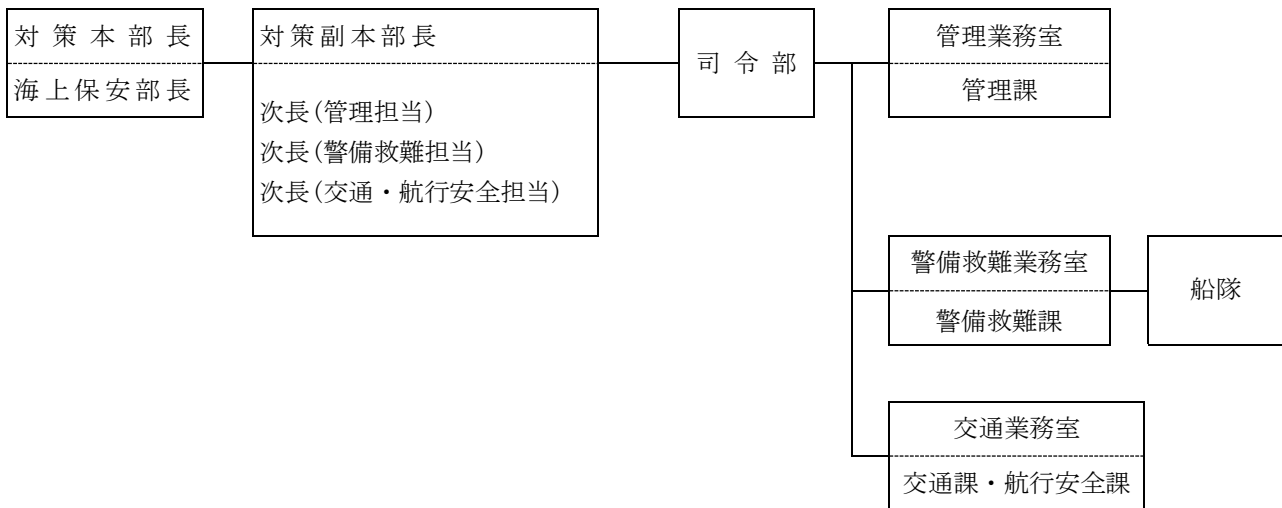 対策本部長
海上保安部長
対策副本部長
次長(管理担当)
次長(警備救難担当)
次長(交通・航行安全担当)
司令部
管理業務室
管理課
警備救難業務室
警備救難課
船隊
交通業務室
交通課・航行安全課